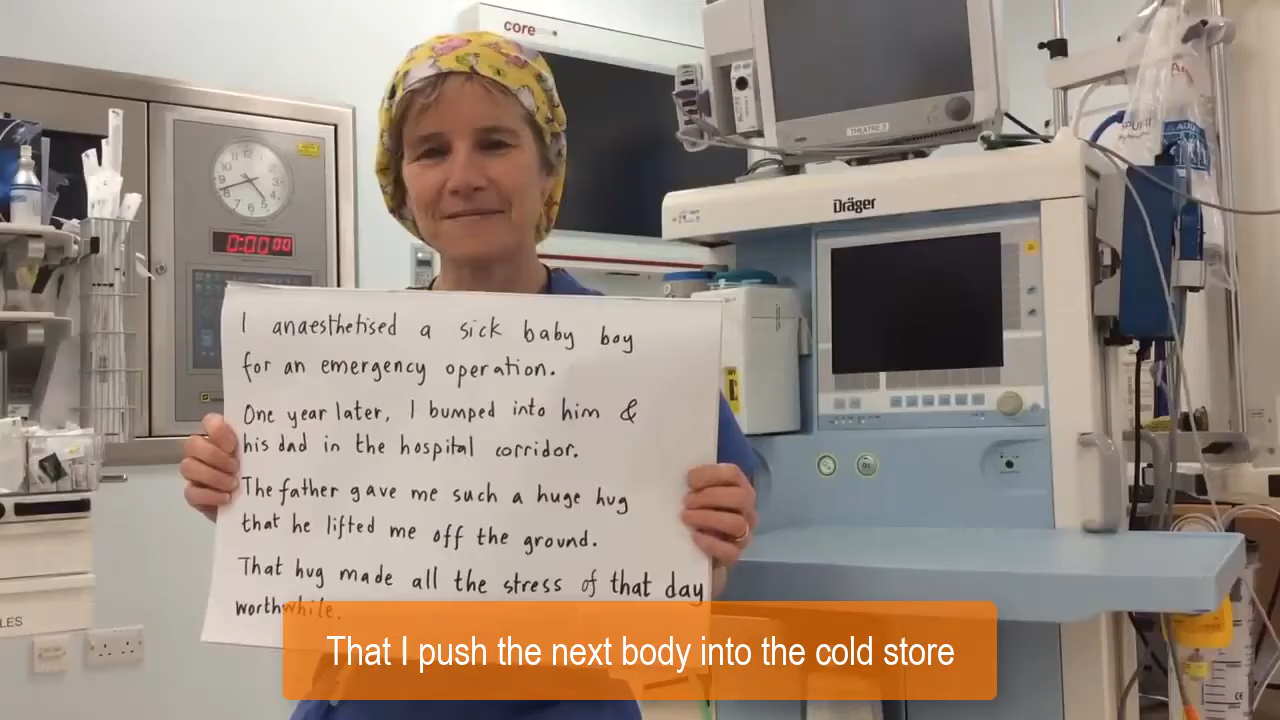 core
THEATRE 2
Dräger
0:00:00
I anaesthetised a sick baby boy
for an emergency operation.
One year later, I bumped into him &
his dad in the hospital corridor.
The father gave me such a huge hug
that he lifted me off the ground.
That hug made all the stress of that day
worthwhile.
That I push the next body into the cold store